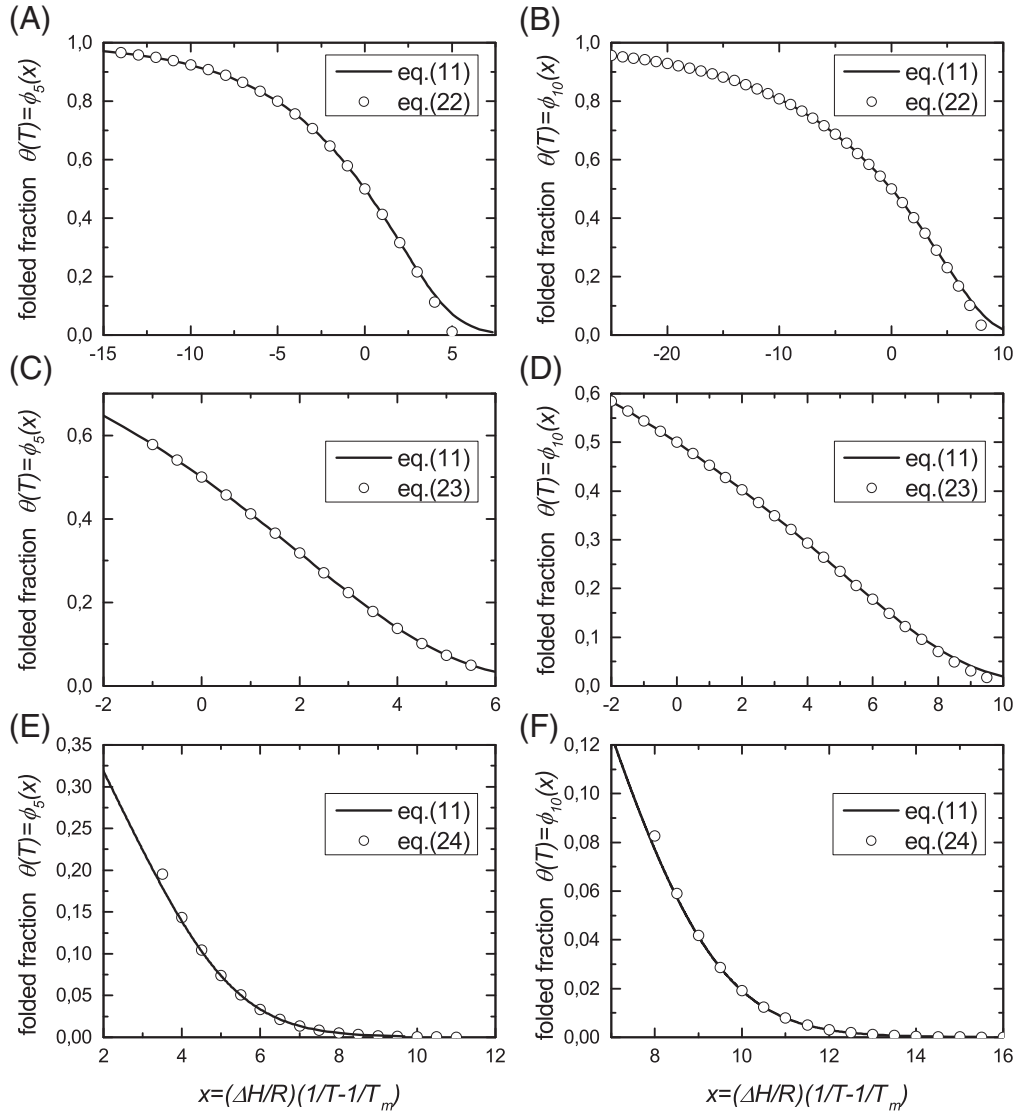 (A)
1,0
0,8
0,6
0,4
0,2
0,0
-15 -10 -5 0 5
folded fraction θ(T)=ϕ5(x)
eq.(11)
eq.(22)
(B)
1,0
0,8
0,6
0,4
0,2
0,0
-20 -10 0 10
folded fraction θ(T)=ϕ10(x)
eq.(11)
eq.(22)
(C)
0,6
0,4
0,2
0,0
-2 0 2 4 6
folded fraction θ(T)=ϕ5(x)
eq.(11)
eq.(23)
(D)
0,6
0,5
0,4
0,3
0,2
0,1
0,0
-2 0 2 4 6 8 10
folded fraction θ(T)=ϕ10(x)
eq.(11)
eq.(23)
(E)
0,35
0,30
0,25
0,20
0,15
0,10
0,05
0,00
2 4 6 8 10 12
folded fraction θ(T)=ϕ5(x)
eq.(11)
eq.(24)
x=(ΔH/R)(1/T-1/Tm)
(F)
0,12
0,10
0,08
0,06
0,04
0,02
0,00
8 10 12 14 16
folded fraction θ(T)=ϕ10(x)
eq.(11)
eq.(24)
x=(ΔH/R)(1/T-1/Tm)